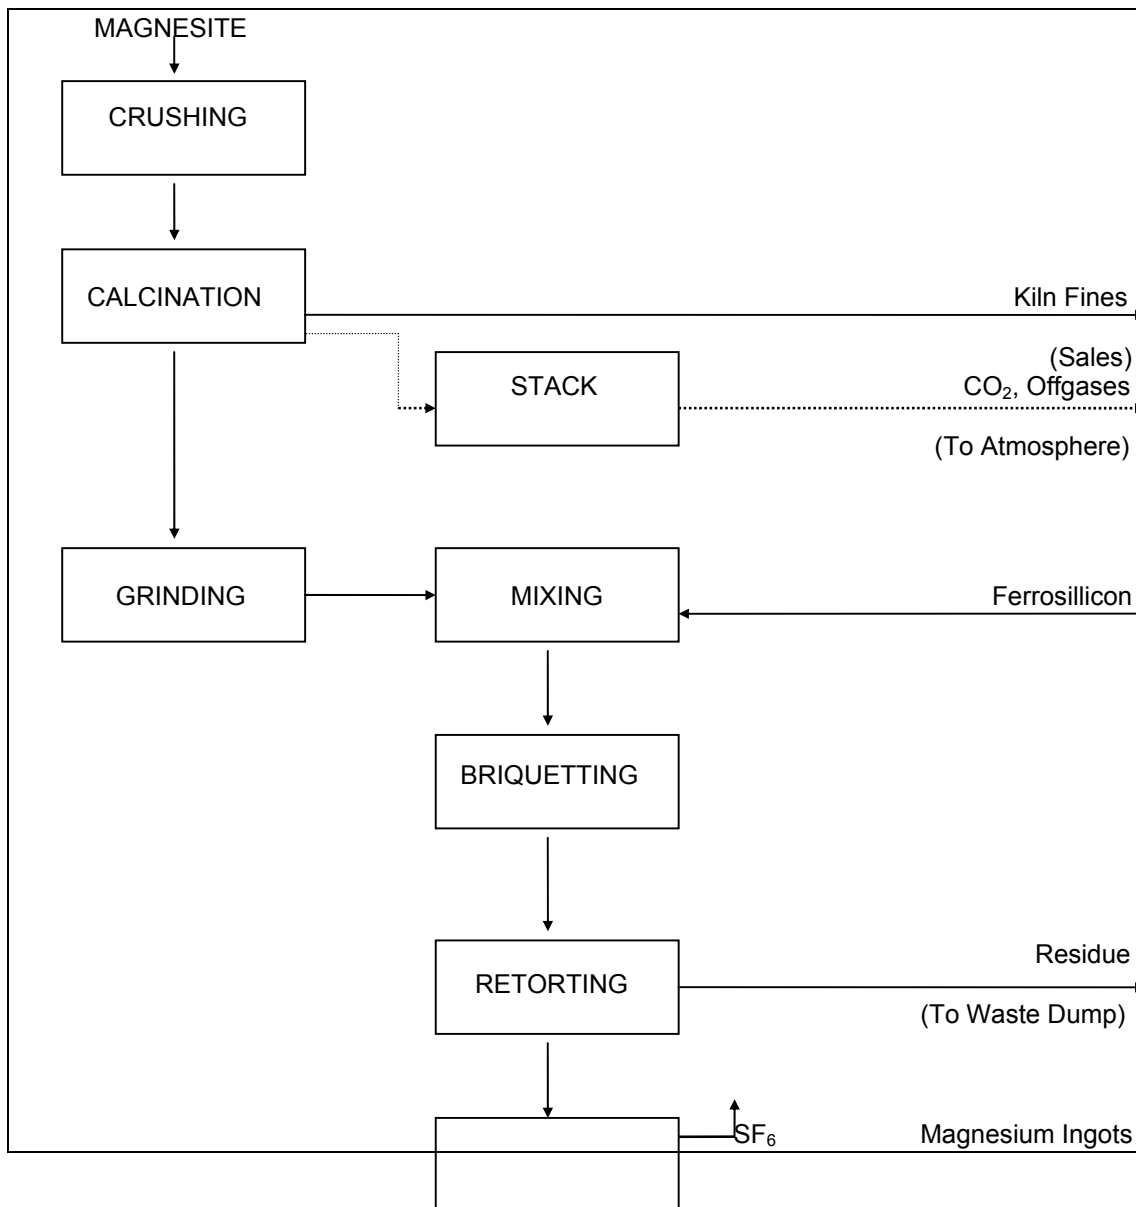 MAGNESITE
CRUSHING
CALCINATION
Kiln Fines
(Sales)
STACK
CO₂, Offgases
(To Atmosphere)
GRINDING
MIXING
Ferrosillicon
BRIQUETTING
Residue
RETORTING
(To Waste Dump)
SF₆
Magnesium Ingots